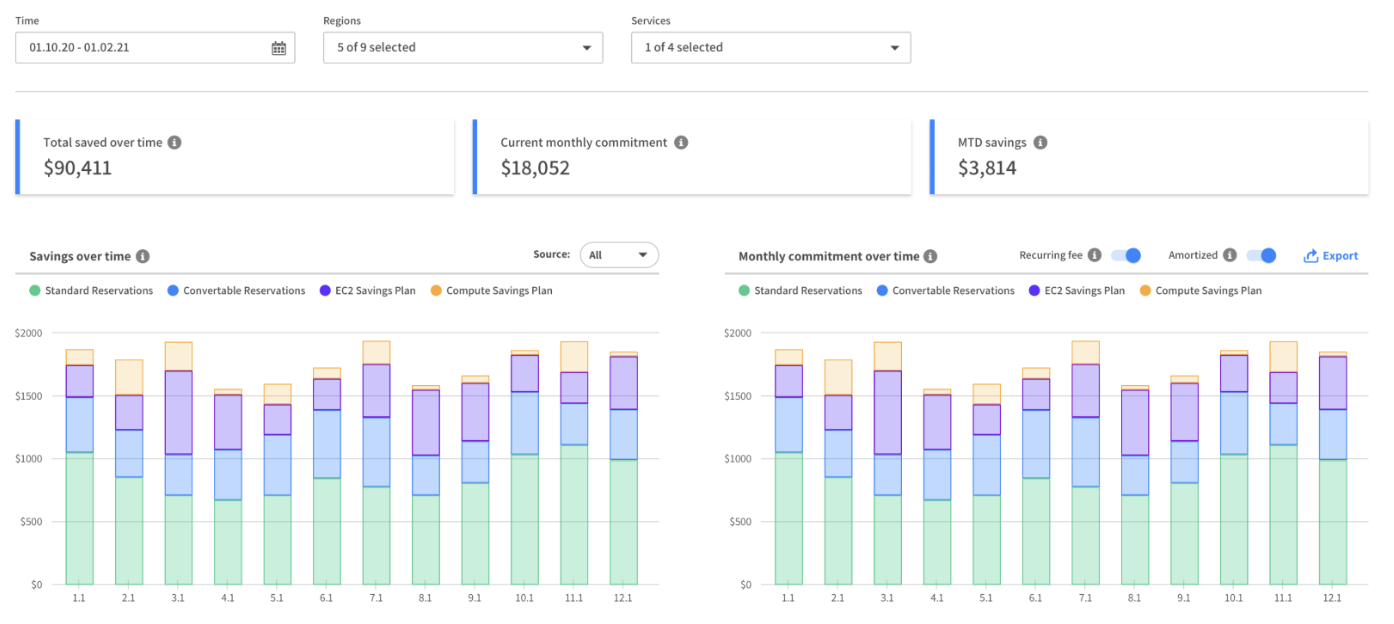 Time
Regions
Services
01.10.20 - 01.02.21
5 of 9 selected
1 of 4 selected
Total saved over time
$90,411
Current monthly commitment
$18,052
MTD savings
$3,814
Savings over time
Source:
All
Standard Reservations
Convertable Reservations
EC2 Savings Plan
Compute Savings Plan
$2000
$1500
$1000
$500
$0
1.1
2.1
3.1
4.1
5.1
6.1
7.1
8.1
9.1
10.1
11.1
12.1
Monthly commitment over time
Recurring fee
Amortized
Export
Standard Reservations
Convertable Reservations
EC2 Savings Plan
Compute Savings Plan
$2000
$1500
$1000
$500
$0
1.1
2.1
3.1
4.1
5.1
6.1
7.1
8.1
9.1
10.1
11.1
12.1